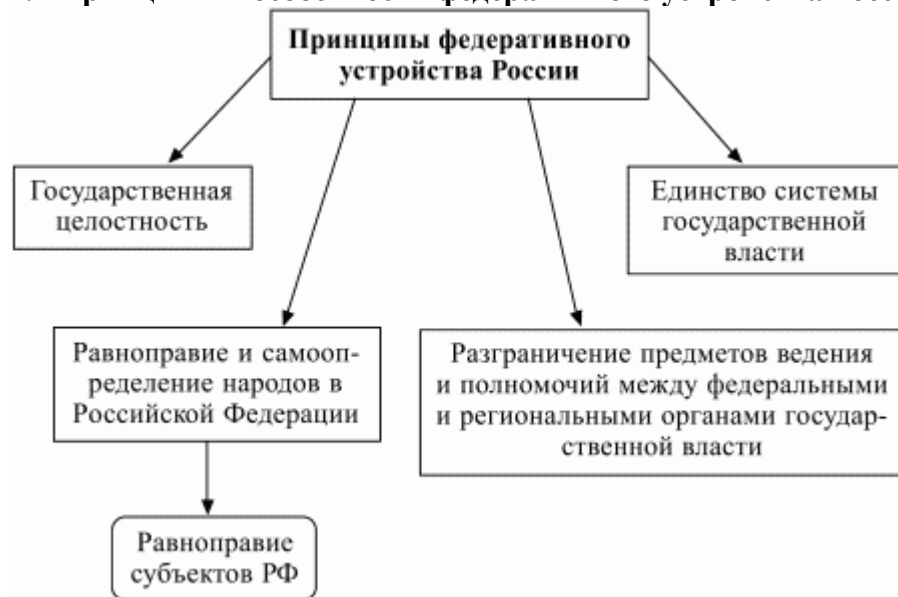 Принципы федеративного
устройства России
Государственная
целостность
Единство системы
государственной
власти
Равноправие и самооп-
ределение народов в
Российской Федерации
Разграничение предметов ведения
и полномочий между федеральными
и региональными органами государ-
ственной власти
Равноправие
субъектов РФ